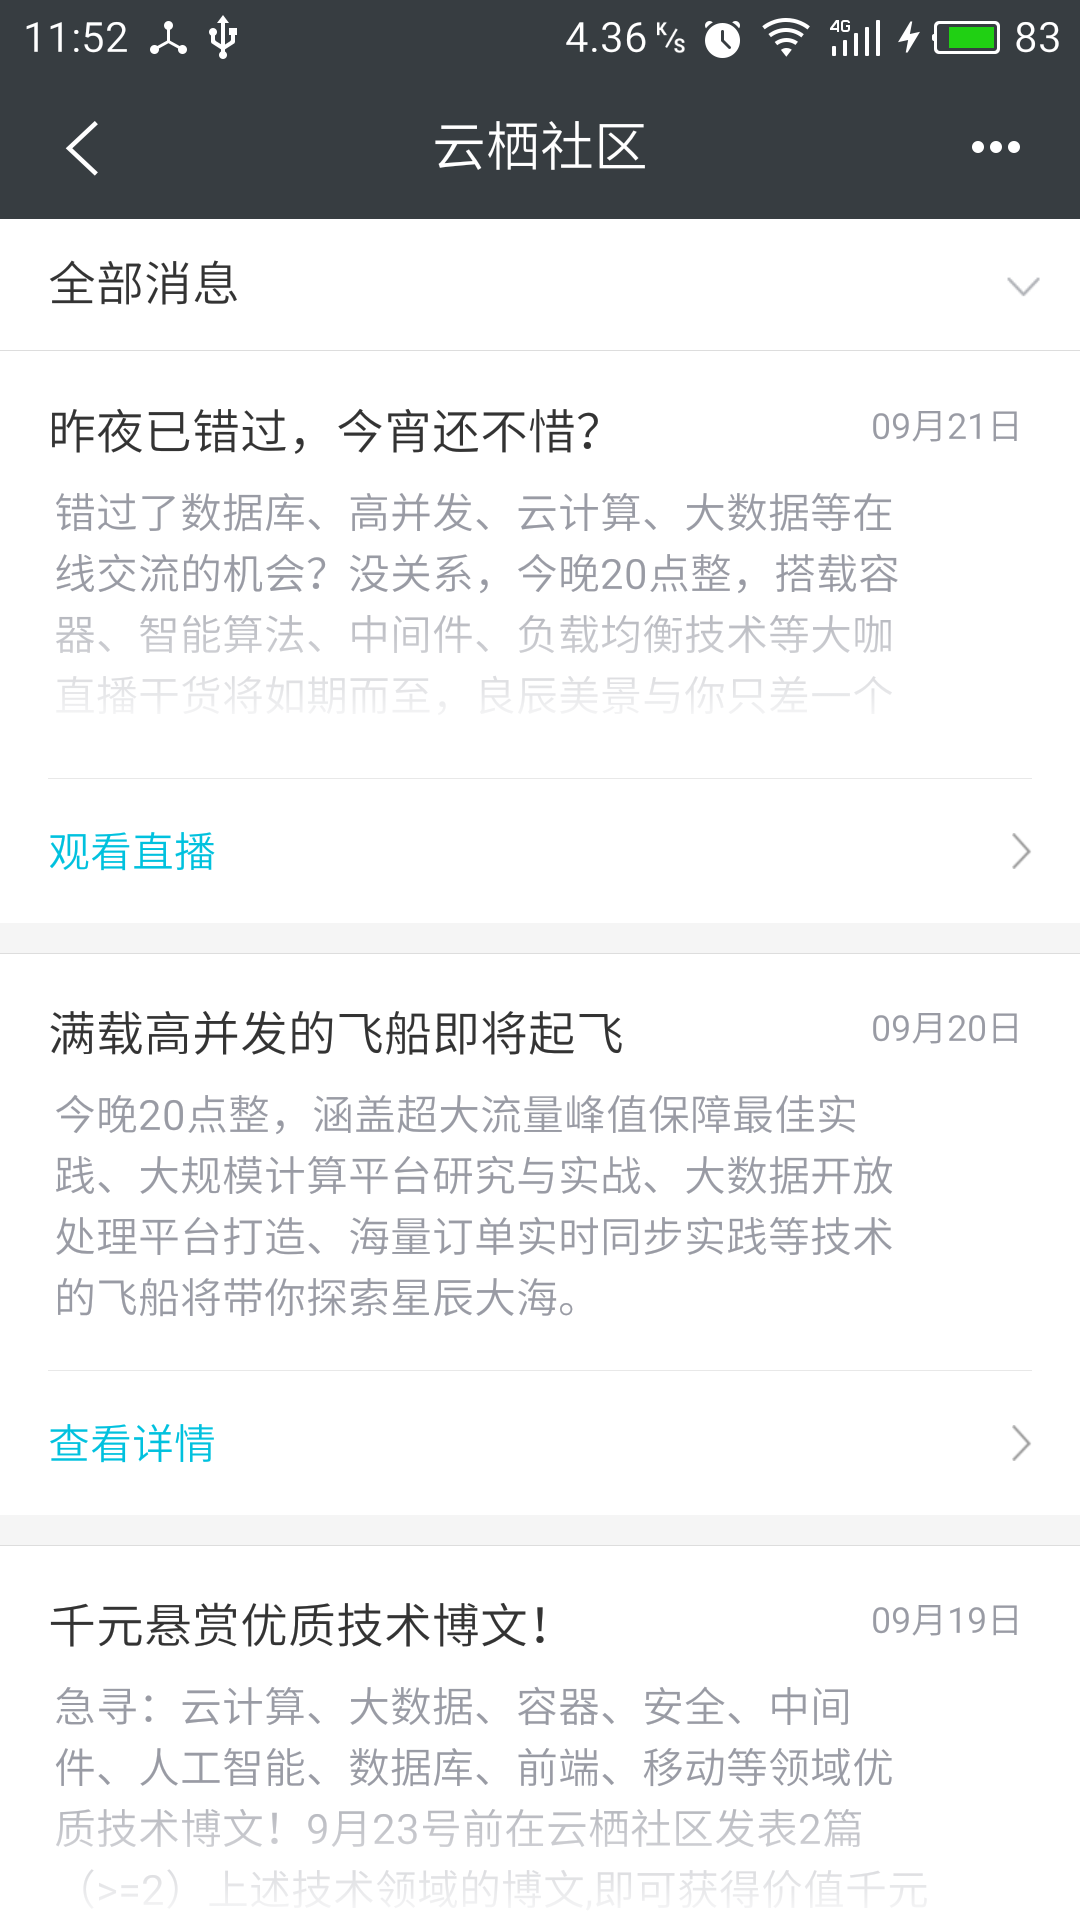 11:52
4.36 K/S 4G 83
云栖社区
全部消息
昨夜已错过，今宵还不惜？
09月21日
错过了数据库、高并发、云计算、大数据等在
线交流的机会？没关系，今晚20点整，搭载容
器、智能算法、中间件、负载均衡技术等大咖
直播干货将如期而至，良辰美景与你只差一个
观看直播
满载高并发的飞船即将起飞
09月20日
今晚20点整，涵盖超大流量峰值保障最佳实
践、大规模计算平台研究与实战、大数据开放
处理平台打造、海量订单实时同步实践等技术
的飞船将带你探索星辰大海。
查看详情
千元悬赏优质技术博文！
09月19日
急寻：云计算、大数据、容器、安全、中间
件、人工智能、数据库、前端、移动等领域优
质技术博文！9月23号前在云栖社区发表2篇
（>=2）上述技术领域的博文,即可获得价值千元